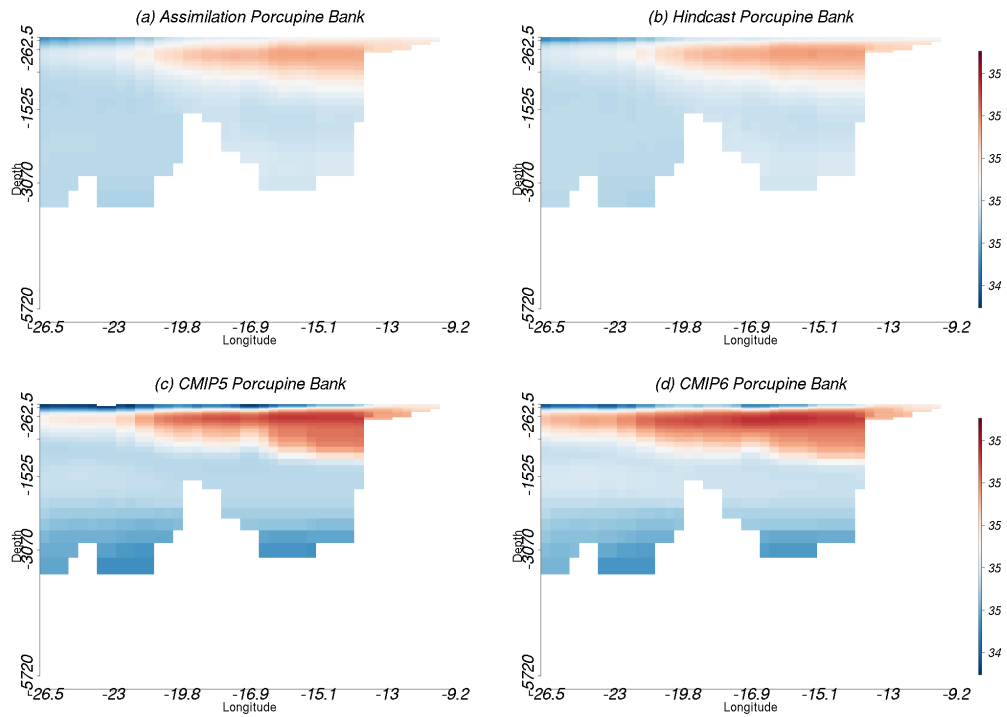 (a) Assimilation Porcupine Bank
(b) Hindcast Porcupine Bank
-262.5
-1525
-3070
-5720
Depth
-26.5 -23 -19.8 -16.9 -15.1 -13 -9.2
Longitude
-262.5
-1525
-3070
-5720
Depth
-26.5 -23 -19.8 -16.9 -15.1 -13 -9.2
Longitude
35
35
35
35
35
34
(c) CMIP5 Porcupine Bank
(d) CMIP6 Porcupine Bank
-262.5
-1525
-3070
-5720
Depth
-26.5 -23 -19.8 -16.9 -15.1 -13 -9.2
Longitude
-262.5
-1525
-3070
-5720
Depth
-26.5 -23 -19.8 -16.9 -15.1 -13 -9.2
Longitude
35
35
35
35
35
34